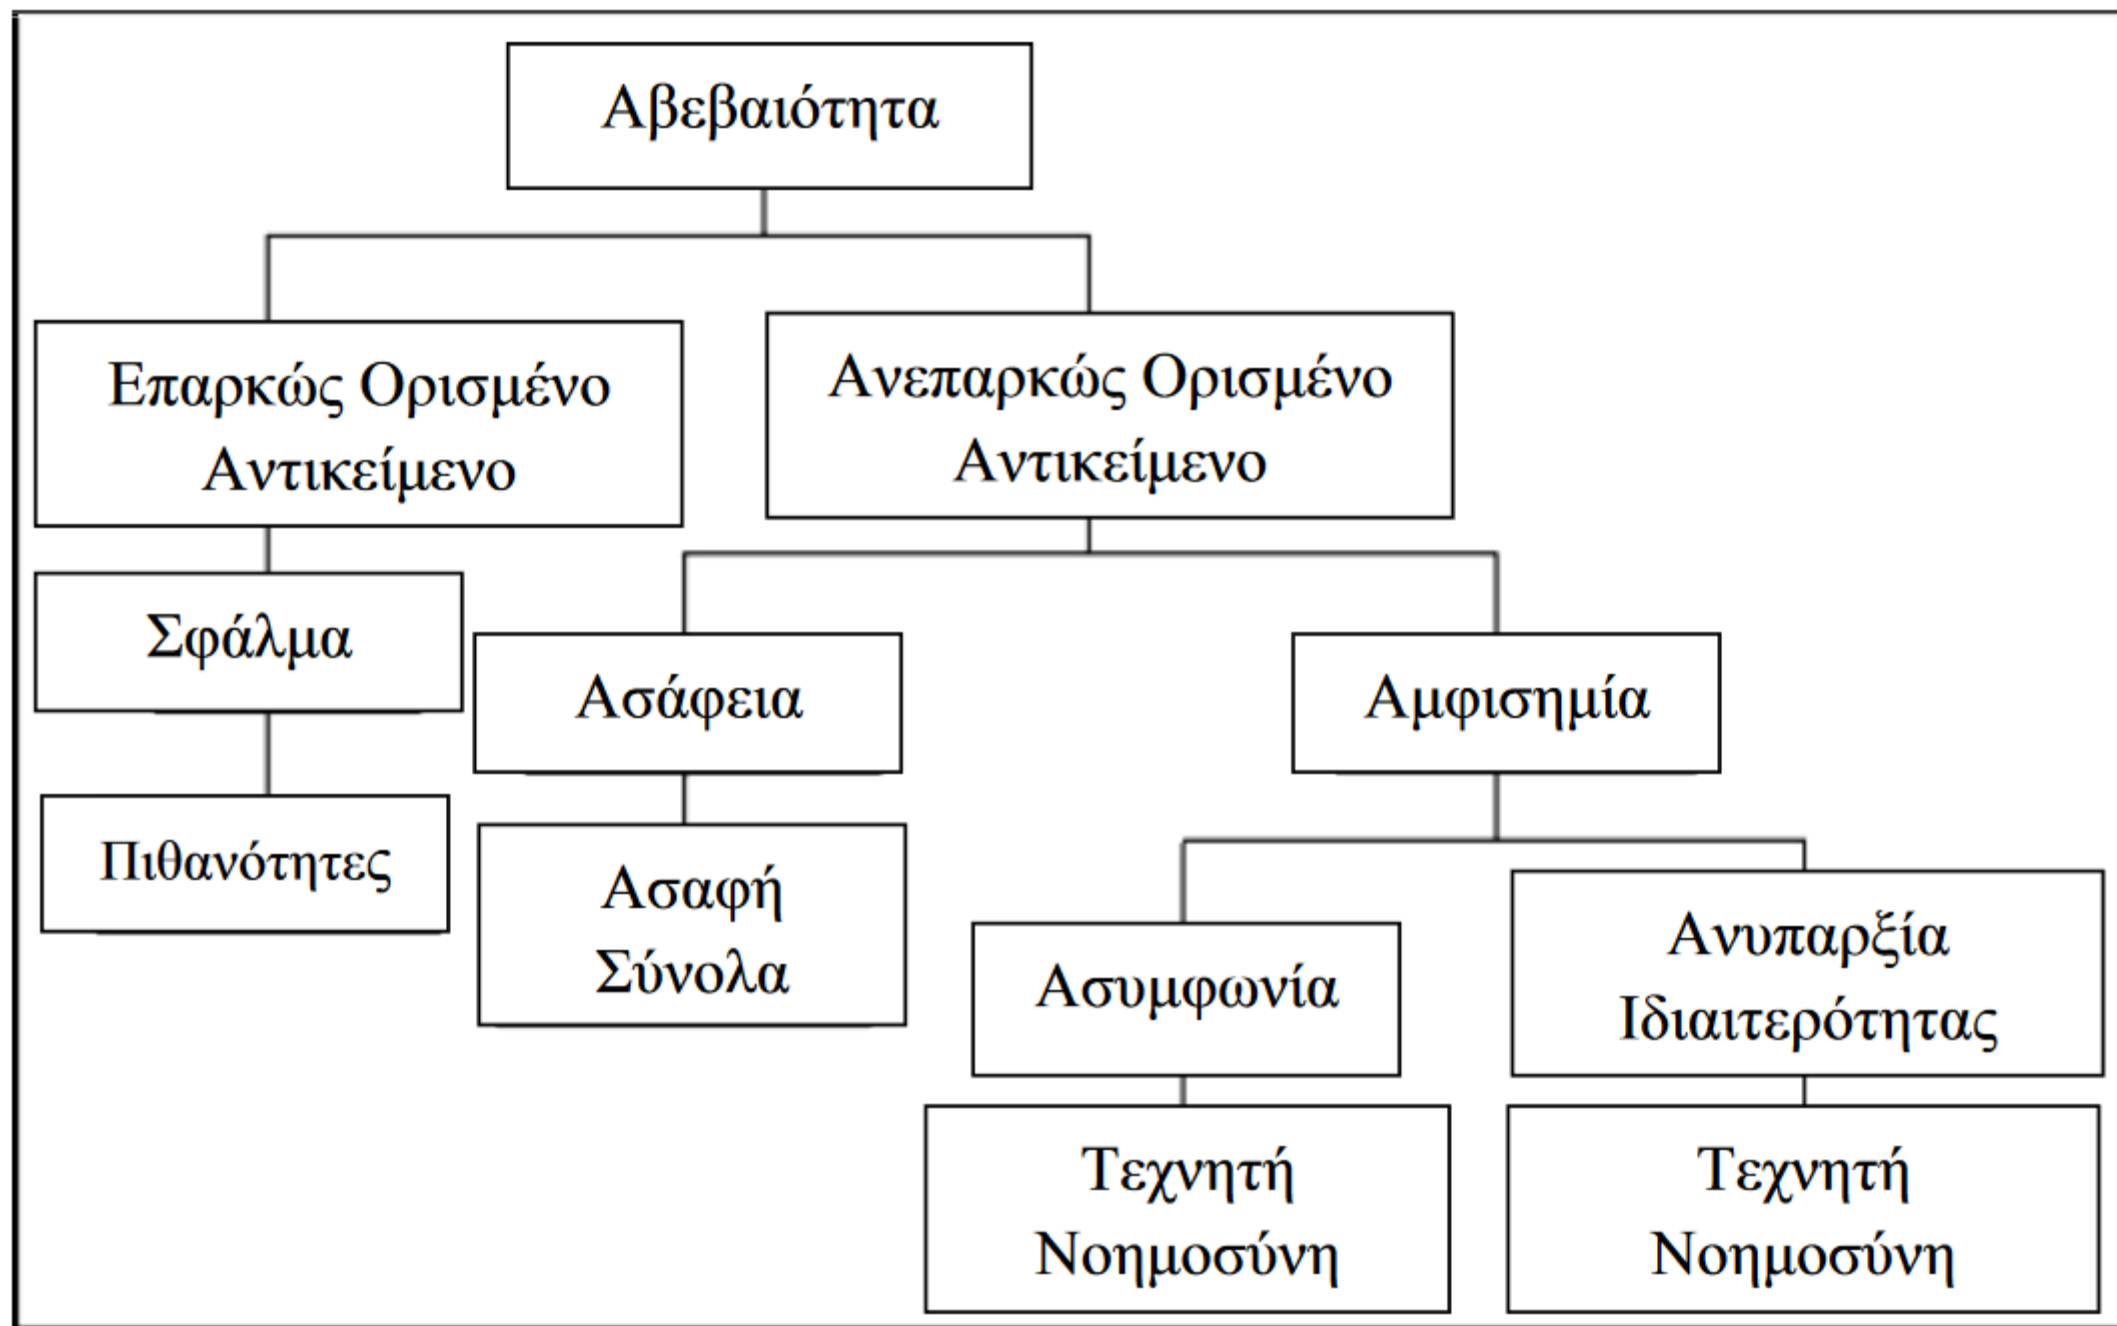 Αβεβαιότητα
Επαρκώς Ορισμένο
Αντικείμενο
Ανεπαρκώς Ορισμένο
Αντικείμενο
Σφάλμα
Ασάφεια
Αμφισημία
Πιθανότητες
Ασαφή
Σύνολα
Ασυμφωνία
Ανυπαρξία
Ιδιαιτερότητας
Τεχνητή
Νοημοσύνη
Τεχνητή
Νοημοσύνη